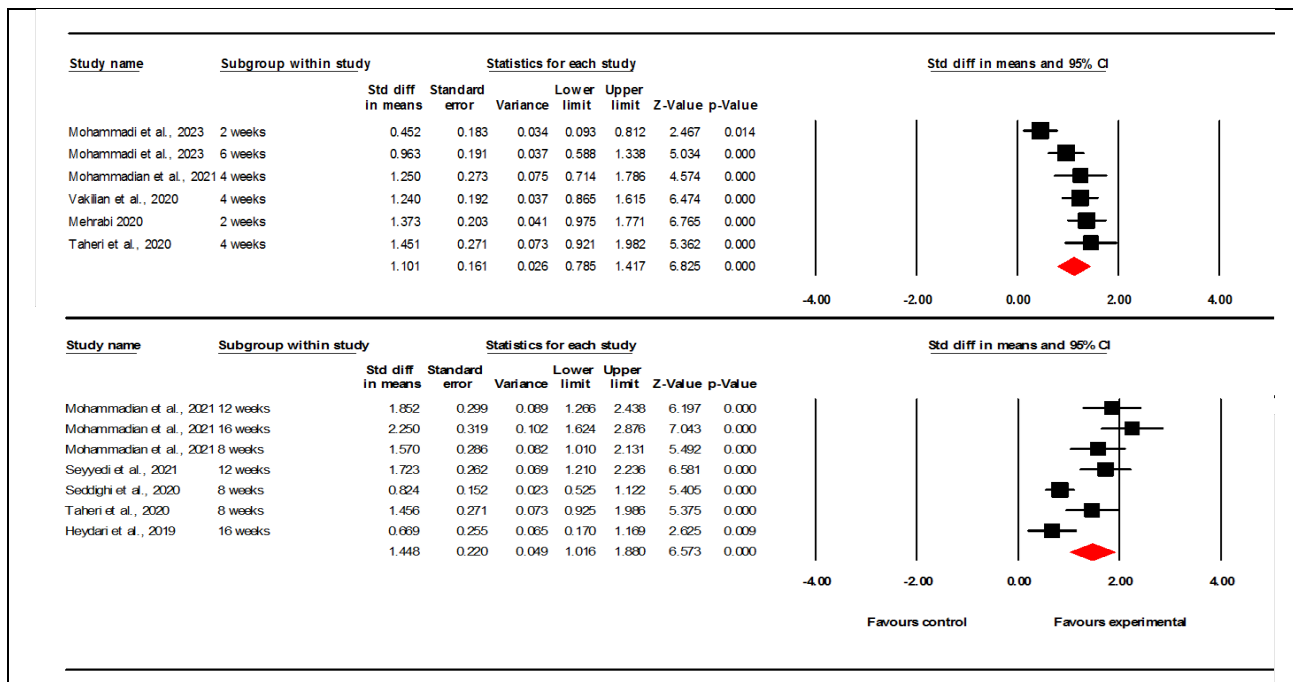 Study name Subgroup within study Statistics for each study Std diff in means and 95% CI
Std diff Standard Lower Upper
in means error Variance limit limit Z-Value p-Value
Mohammadi et al., 2023 2 weeks 0.452 0.183 0.034 0.093 0.812 2.467 0.014
Mohammadi et al., 2023 6 weeks 0.963 0.191 0.037 0.588 1.338 5.034 0.000
Mohammadian et al., 2021 4 weeks 1.250 0.273 0.075 0.714 1.786 4.574 0.000
Vakilian et al., 2020 4 weeks 1.240 0.192 0.037 0.865 1.615 6.474 0.000
Mehrabi 2020 2 weeks 1.373 0.203 0.041 0.975 1.771 6.765 0.000
Taheri et al., 2020 4 weeks 1.451 0.271 0.073 0.921 1.982 5.362 0.000
1.101 0.161 0.026 0.785 1.417 6.825 0.000
-4.00 -2.00 0.00 2.00 4.00
Study name Subgroup within study Statistics for each study Std diff in means and 95% CI
Std diff Standard Lower Upper
in means error Variance limit limit Z-Value p-Value
Mohammadian et al., 2021 12 weeks 1.852 0.299 0.089 1.266 2.438 6.197 0.000
Mohammadian et al., 2021 16 weeks 2.250 0.319 0.102 1.624 2.876 7.043 0.000
Mohammadian et al., 2021 8 weeks 1.570 0.286 0.082 1.010 2.131 5.492 0.000
Seyyedi et al., 2021 12 weeks 1.723 0.262 0.069 1.210 2.236 6.581 0.000
Seddighi et al., 2020 8 weeks 0.824 0.152 0.023 0.525 1.122 5.405 0.000
Taheri et al., 2020 8 weeks 1.456 0.271 0.073 0.925 1.986 5.375 0.000
Heydari et al., 2019 16 weeks 0.669 0.255 0.065 0.170 1.169 2.625 0.009
1.448 0.220 0.049 1.016 1.880 6.573 0.000
-4.00 -2.00 0.00 2.00 4.00
Favours control Favours experimental